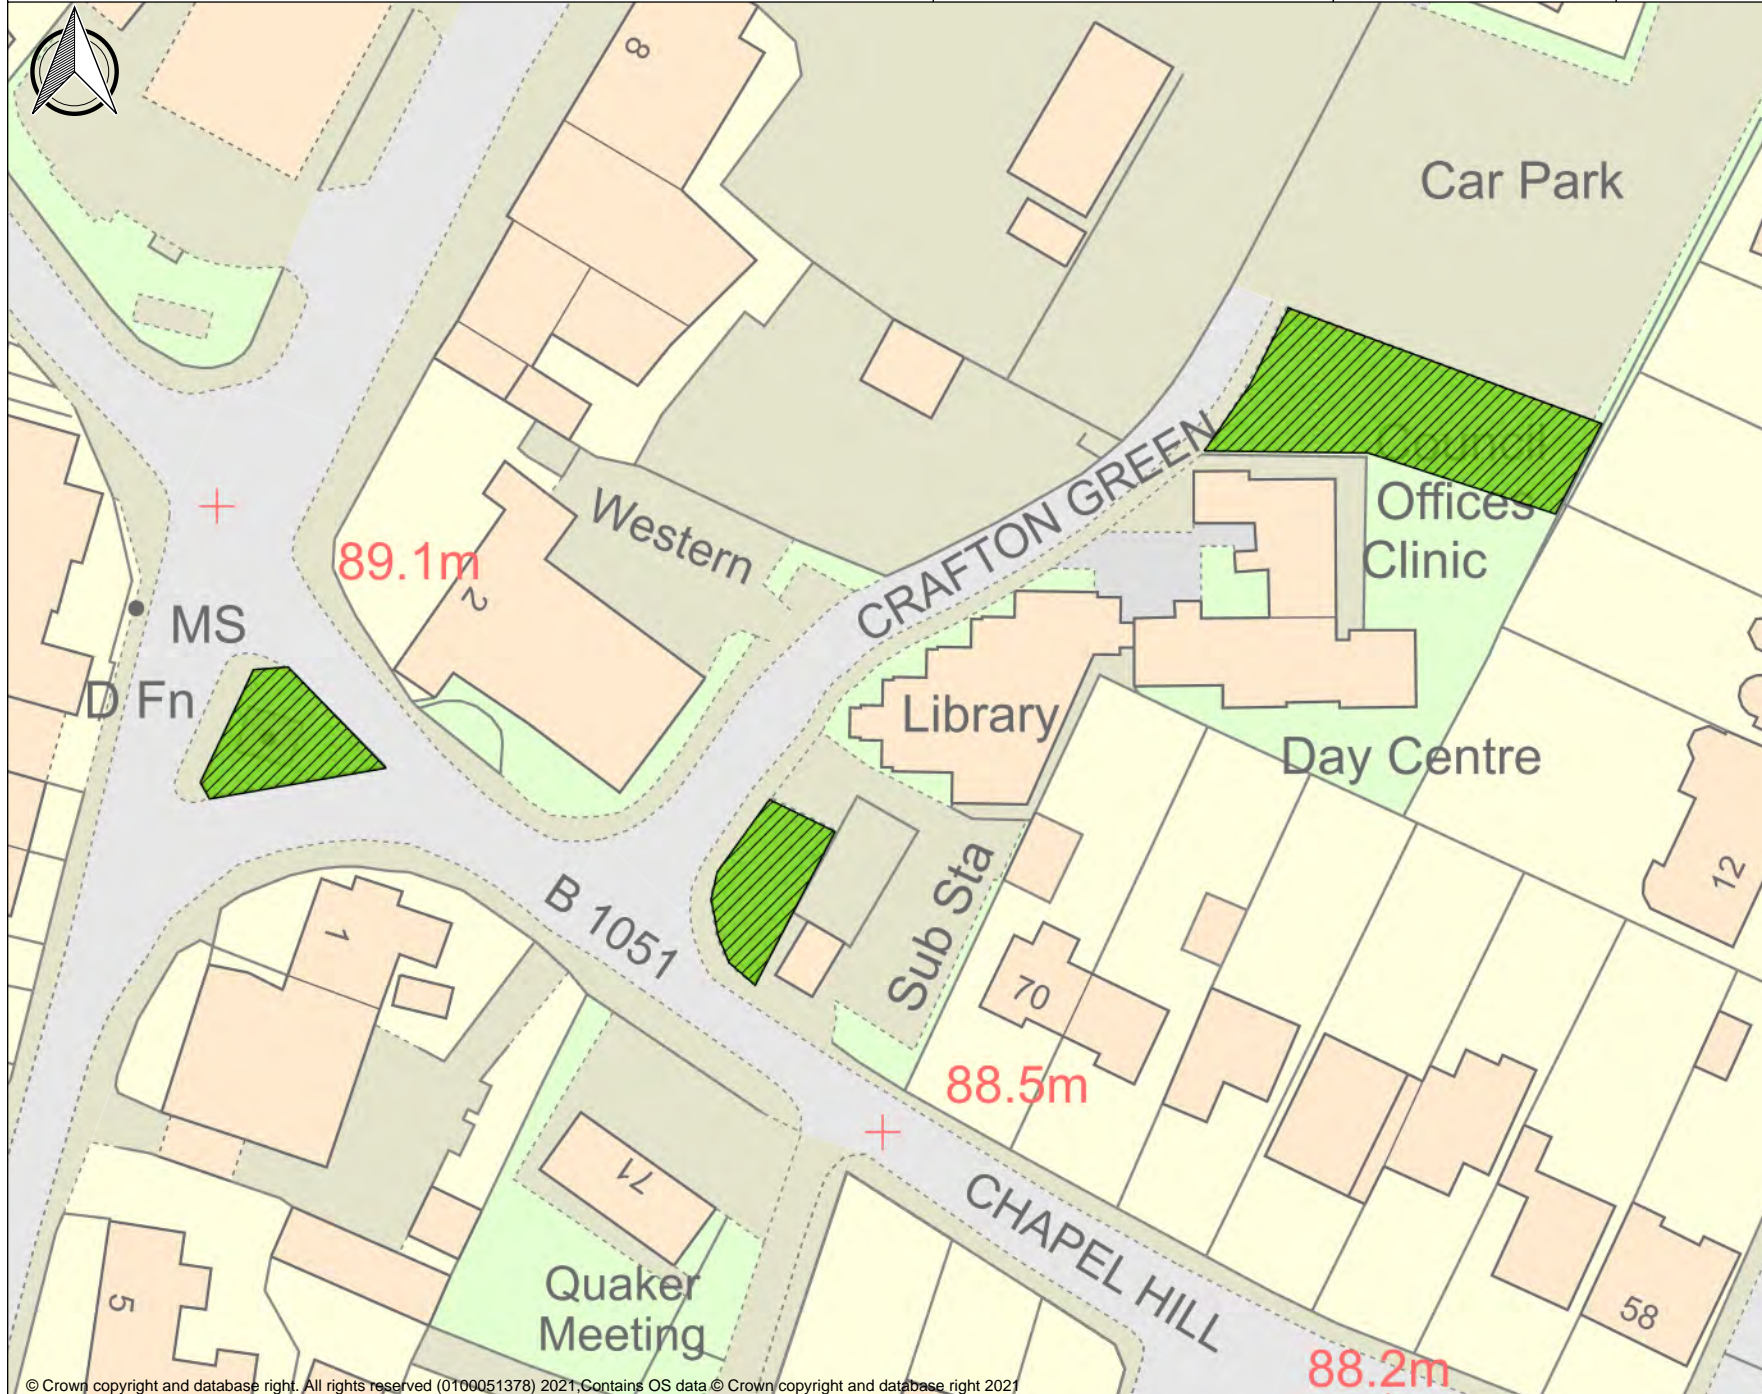 8
Car Park
Council
Offices
Clinic
Western
CRAFTON GREEN
89.1m
2
MS
D Fn
Library
Day Centre
12
B 1051
Sub Sta
1
70
88.5m
71
CHAPEL HILL
Quaker
Meeting
5
58
88.2m
© Crown copyright and database right. All rights reserved (0100051378) 2021,Contains OS data © Crown copyright and database right 2021